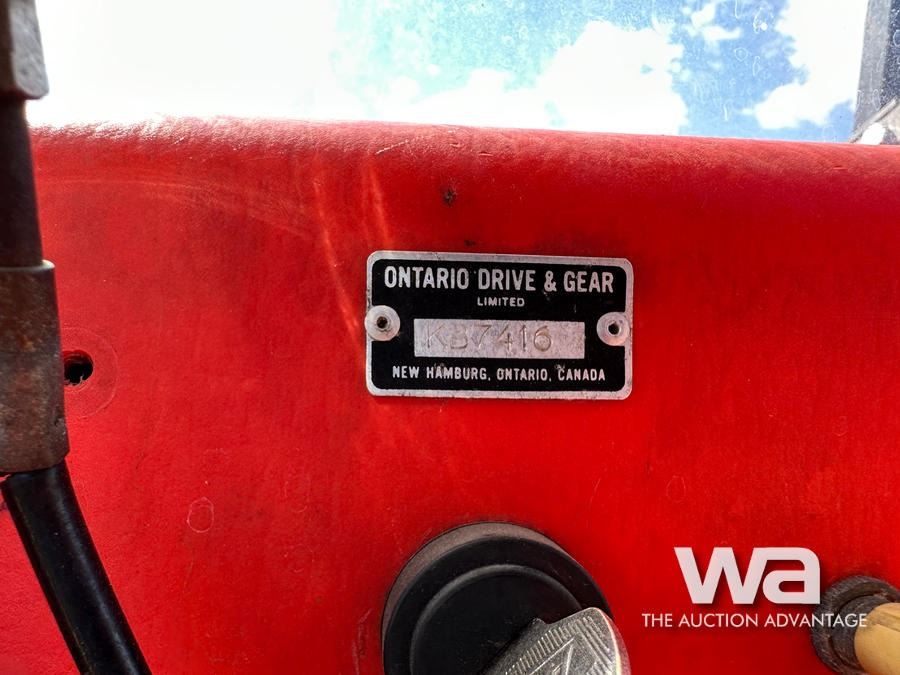 ONTARIO DRIVE & GEAR
LIMITED
KB7416
NEW HAMBURG, ONTARIO, CANADA
wa
THE AUCTION ADVANTAGE